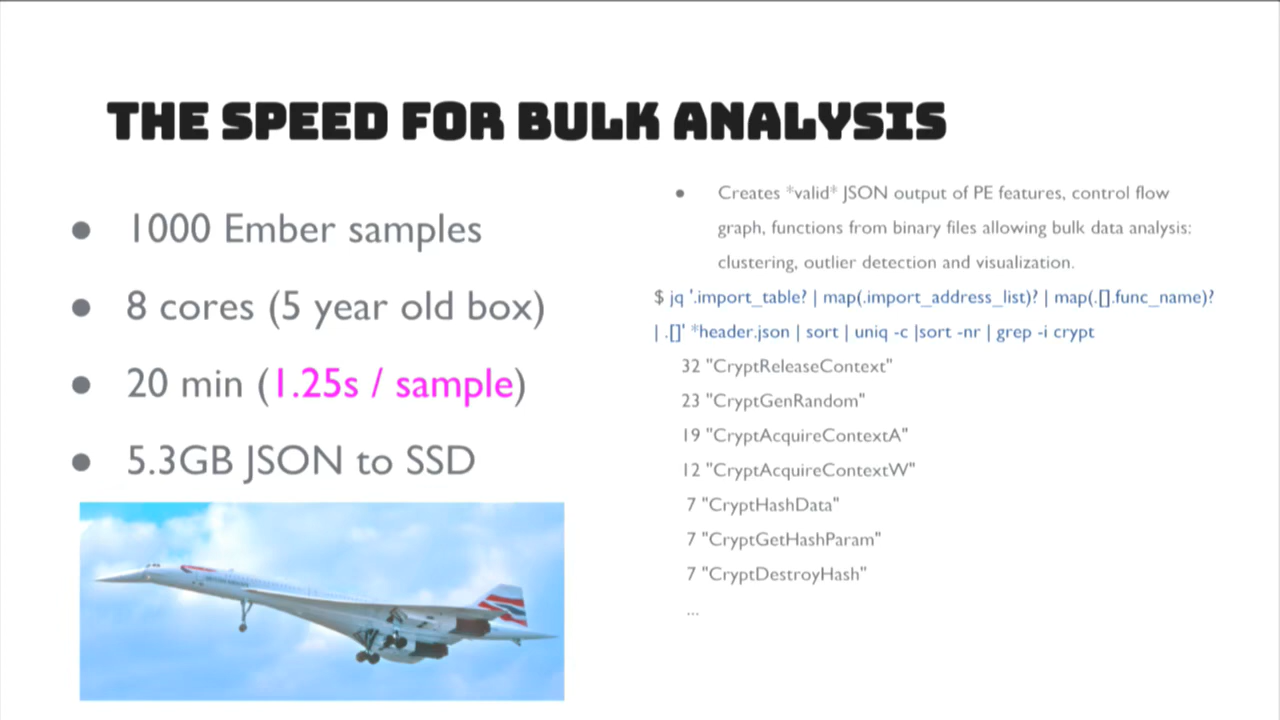 THE SPEED FOR BULK ANALYSIS
● 1000 Ember samples
● 8 cores (5 year old box)
● 20 min (1.25s / sample)
● 5.3GB JSON to SSD
● Creates *valid* JSON output of PE features, control flow
graph, functions from binary files allowing bulk data analysis:
clustering, outlier detection and visualization.
$ jq '.import_table? | map(.import_address_list)? | map(.[].func_name)?
| .[]' *header.json | sort | uniq -c |sort -nr | grep -i crypt
32 "CryptReleaseContext"
23 "CryptGenRandom"
19 "CryptAcquireContextA"
12 "CryptAcquireContextW"
7 "CryptHashData"
7 "CryptGetHashParam"
7 "CryptDestroyHash"
...